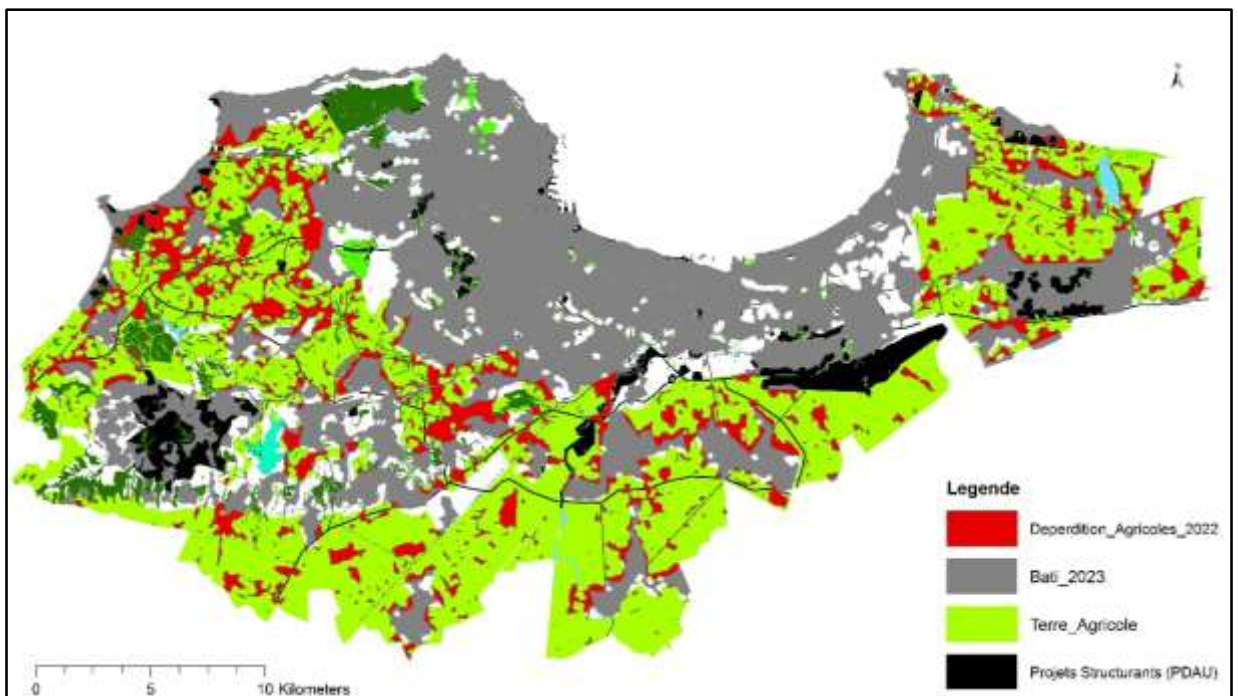 N
Legende
Deperdition_Agricoles_2022
Bati_2023
Terre_Agricole
Projets Structurants (PDAU)
0 5 10 Kilometers